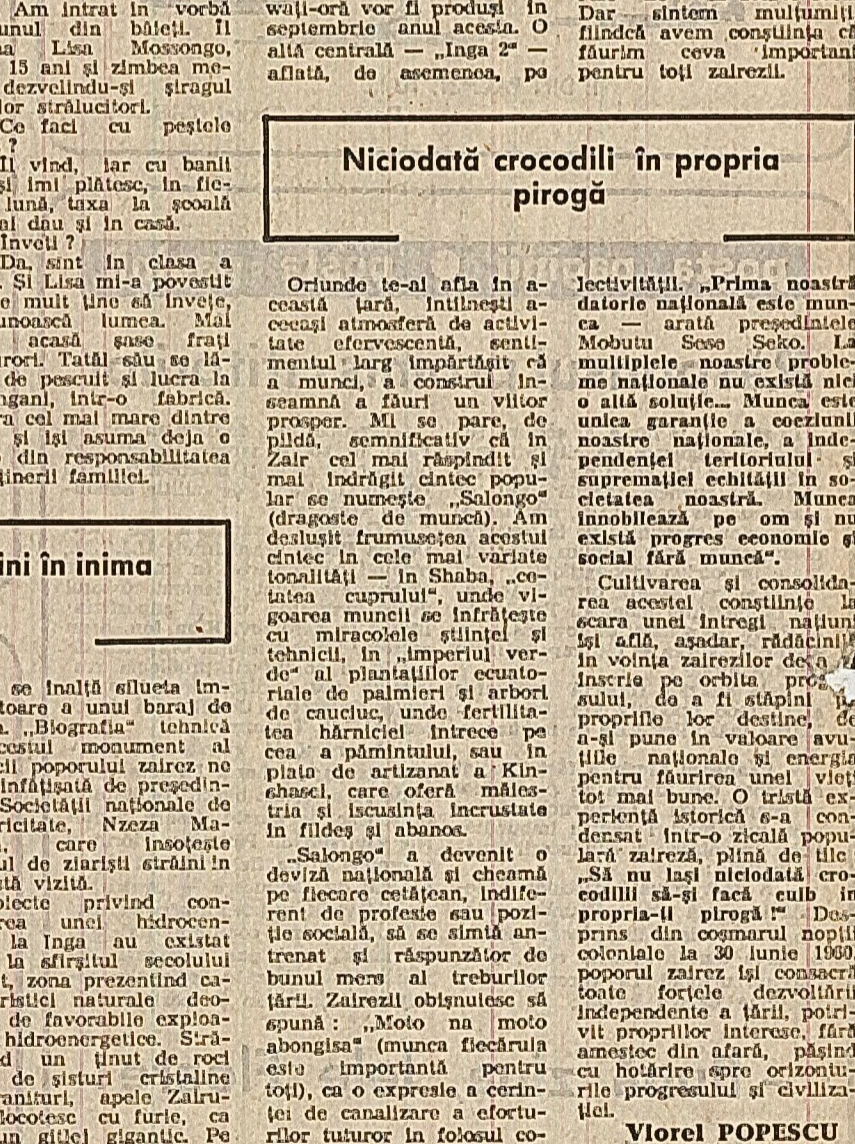 Am intrat în vorbă
unul din băieți. Îl
Lisa Mossongo,
15 ani și zîmbea me-
dezvelindu-și șiragul
lor strălucitori.
Ce faci cu peștele
?
Îl vînd, iar cu banii
și îmi plătesc, în fie-
lună, taxa la școală
mai dau și în casă.
Înveți ?
Da, sînt în clasa a
Și Lisa mi-a povestit
mult ține să învețe,
lumea. Mai
acasă șase frați
surori. Tatăl său se lă-
de pescuit și lucra la
într-o fabrică.
cel mai mare dintre
și își asuma deja o
din responsabilitatea
familiei.
în inima
se înalță silueta im-
toare a unui baraj de
„Biografia“ tehnică
acestui monument al
poporului zairez ne
înfățișată de președin-
Societății naționale de
Nzeza Ma-
care însoțește
de ziariști străini în
vizită.
privind con-
unei hidrocen-
la Inga au existat
la sfîrșitul secolului
zona prezentînd ca-
naturale deo-
de favorabile exploa-
hidroenergetice. Stră-
un ținut de roci
de șisturi cristaline
granituri, apele Zairu-
clocotesc cu furie, ca
un gîtlej gigantic. Pe
wați-oră vor fi produși în
septembrie anul acesta. O
altă centrală — „Inga 2“ —
aflată, de asemenea, pe
Dar sîntem mulțumiți
fiindcă avem conștiința că
făurim ceva important
pentru toți zairezii.
Niciodată crocodili în propria
pirogă
Oriunde te-ai afla în a-
ceastă țară, întîlnești a-
ceeași atmosferă de activi-
tate efervescentă, senti-
mentul larg împărtășit că
a munci, a construi în-
seamnă a făuri un viitor
prosper. Mi se pare, de
pildă, semnificativ că în
Zair cel mai răspîndit și
mai îndrăgit cîntec popu-
lar se numește „Salongo“
(dragoste de muncă). Am
deslușit frumusețea acestui
cîntec în cele mai variate
tonalități — în Shaba, „ce-
tatea cuprului“, unde vi-
goarea muncii se înfrățește
cu miracolele științei și
tehnicii, în „imperiul ver-
de“ al plantațiilor ecuato-
riale de palmieri și arbori
de cauciuc, unde fertilita-
tea hărniciei întrece pe
cea a pămîntului, sau în
piața de artizanat a Kin-
shasei, care oferă măies-
tria și iscusința încrustate
în fildeș și abanos.
„Salongo“ a devenit o
deviză națională și cheamă
pe fiecare cetățean, indife-
rent de profesie sau pozi-
ție socială, să se simtă an-
trenat și răspunzător de
bunul mers al treburilor
țării. Zairezii obișnuiesc să
spună : „Moto na moto
abongisa“ (munca fiecăruia
este importantă pentru
toți), ca o expresie a cerin-
ței de canalizare a efortu-
rilor tuturor în folosul co-
lectivității. „Prima noastră
datorie națională este mun-
ca — arată președintele
Mobutu Sese Seko. La
multiplele noastre proble-
me naționale nu există nici
o altă soluție... Munca este
unica garanție a coeziunii
noastre naționale, a inde-
pendenței teritoriului și
supremației echității în so-
cietatea noastră. Munca
înnobilează pe om și nu
există progres economic și
social fără muncă“.
Cultivarea și consolida-
rea acestei conștiințe la
scara unei întregi națiuni
își află, așadar, rădăcinile
în voința zairezilor de a
înscrie pe orbita
sului, de a fi stăpîni pe
propriile lor destine, de
a-și pune în valoare avu-
țiile naționale și energia
pentru făurirea unei vieți
tot mai bune. O tristă ex-
periență istorică s-a con-
densat într-o zicală popu-
lară zaireză, plină de tîlc :
„Să nu lași niciodată cro-
codilii să-și facă cuib în
propria-ți pirogă !“ Des-
prins din coșmarul nopții
coloniale la 30 iunie 1960,
poporul zairez își consacră
toate forțele dezvoltării
independente a țării, potri-
vit propriilor interese, fără
amestec din afară, pășind
cu hotărîre spre orizontu-
rile progresului și civiliza-
ției.
Viorel POPESCU